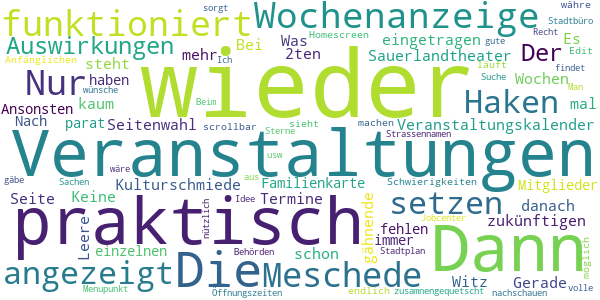 sorgt Homescreen währe
funktioniert Wochenanzeige Stadtbüro
Recht
Auswirkungen Bei Was eingetragen Es Edit
Anfänglichen steht mehr Ich 2ten Sauerlandtheater Der gute
läuft findet
Nur haben wieder Suche Wochen Man
wünsche
Ansonsten kaum Beim Haken mal
Nach parat Seitenwahl scrollbar sieht machen Veranstaltungskalender
Sterne Strassennamen
Veranstaltungen
gäbe Sachen wäre aus usw
Seite Keine Kulturschmiede Familienkarte Schwierigkeiten Mitglieder
Termine Idee
praktisch setzen danach
Leere nützlich gähnende zukünftigen
einzelnen schon Behörden Stadtplan immer fehlen Jobcenter Dann
angezeigt Die Meschede Witz Gerade möglich
Menupunkt Öffnungszeiten endlich zusammengequetscht nachschauen volle